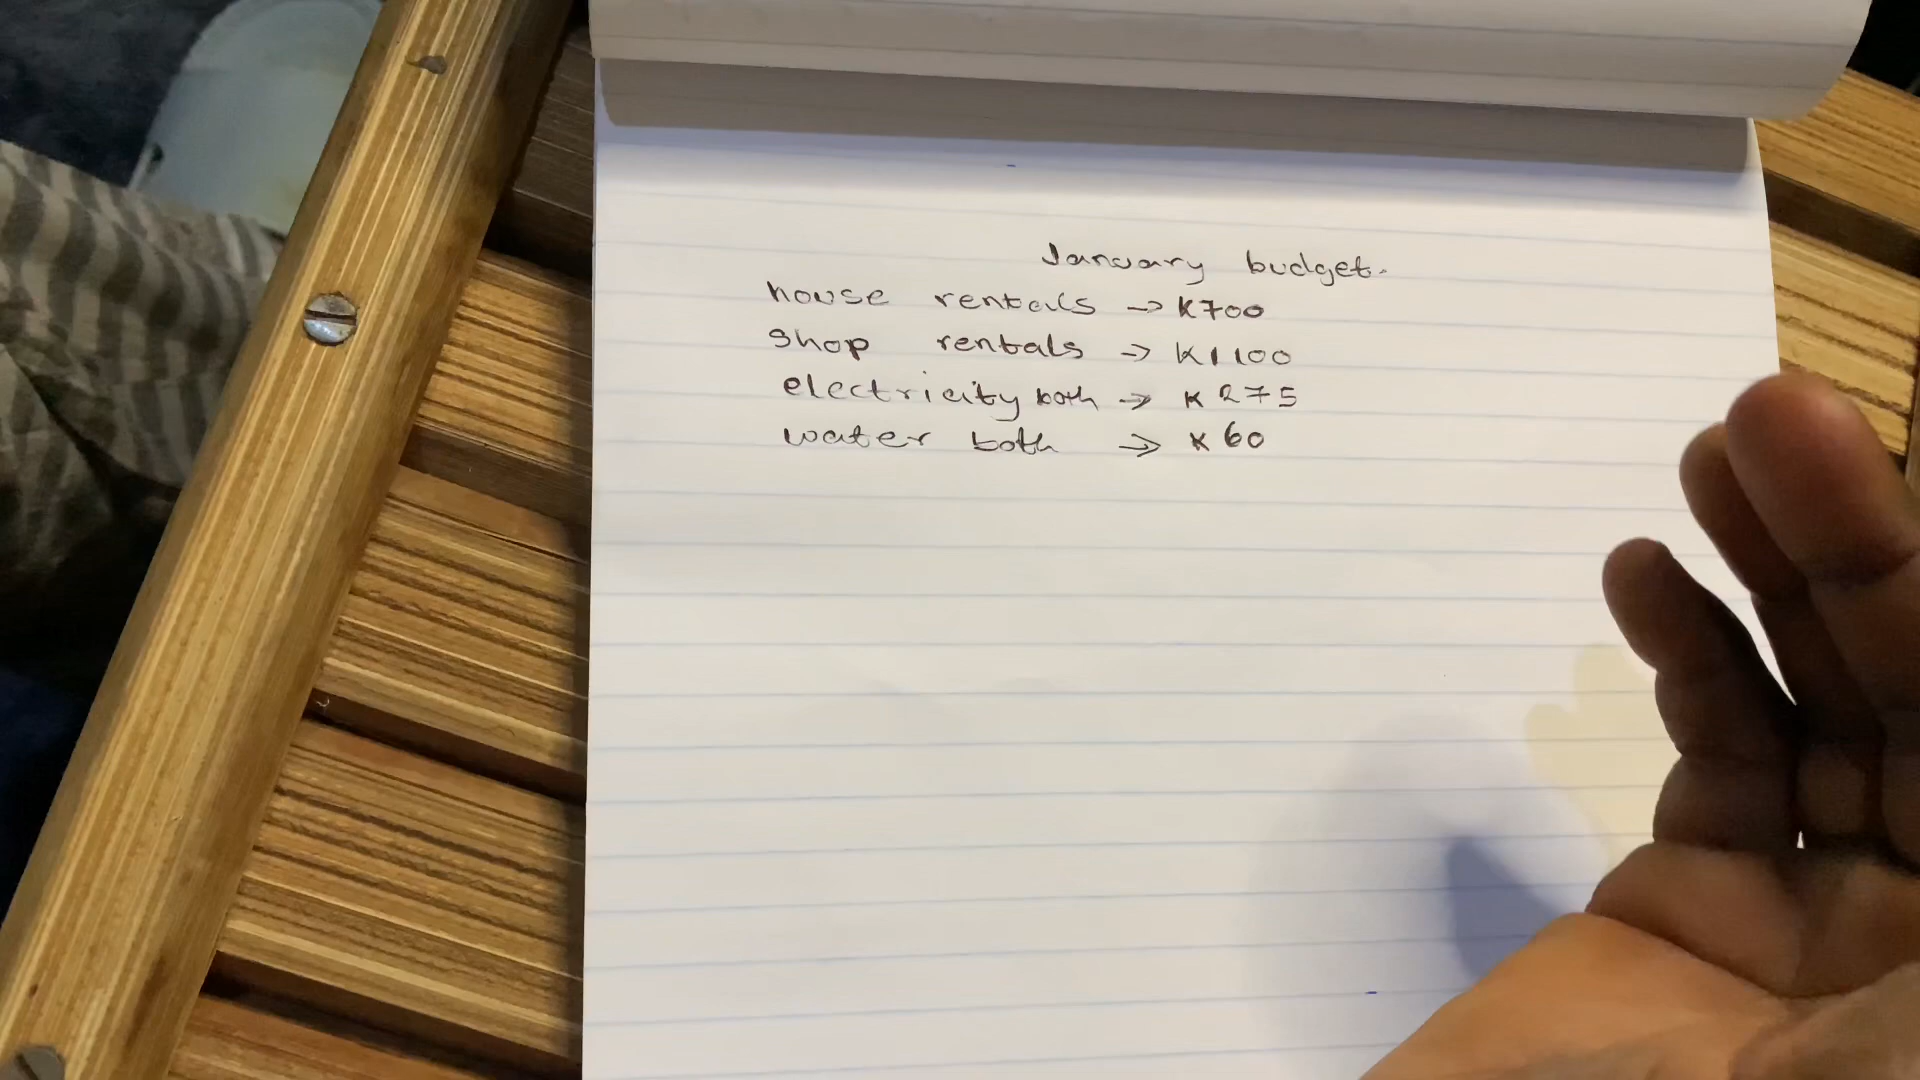 January budget.
house rentals → K700
shop rentals → K1100
electricity both → K275
water both → K60